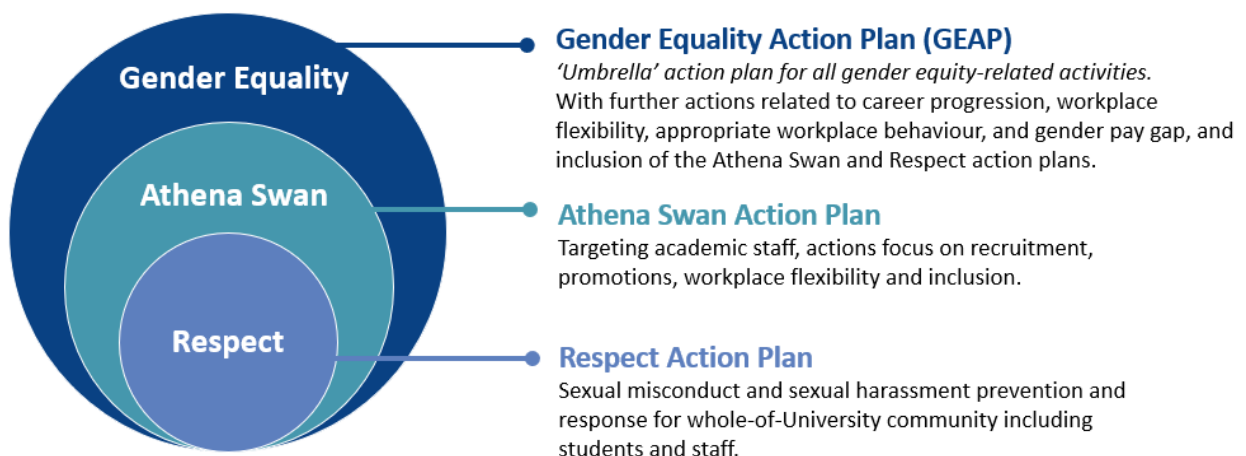 Gender Equality
Athena Swan
Respect
Gender Equality Action Plan (GEAP)
‘Umbrella’ action plan for all gender equity-related activities.
With further actions related to career progression, workplace
flexibility, appropriate workplace behaviour, and gender pay gap, and
inclusion of the Athena Swan and Respect action plans.
Athena Swan Action Plan
Targeting academic staff, actions focus on recruitment,
promotions, workplace flexibility and inclusion.
Respect Action Plan
Sexual misconduct and sexual harassment prevention and
response for whole-of-University community including
students and staff.